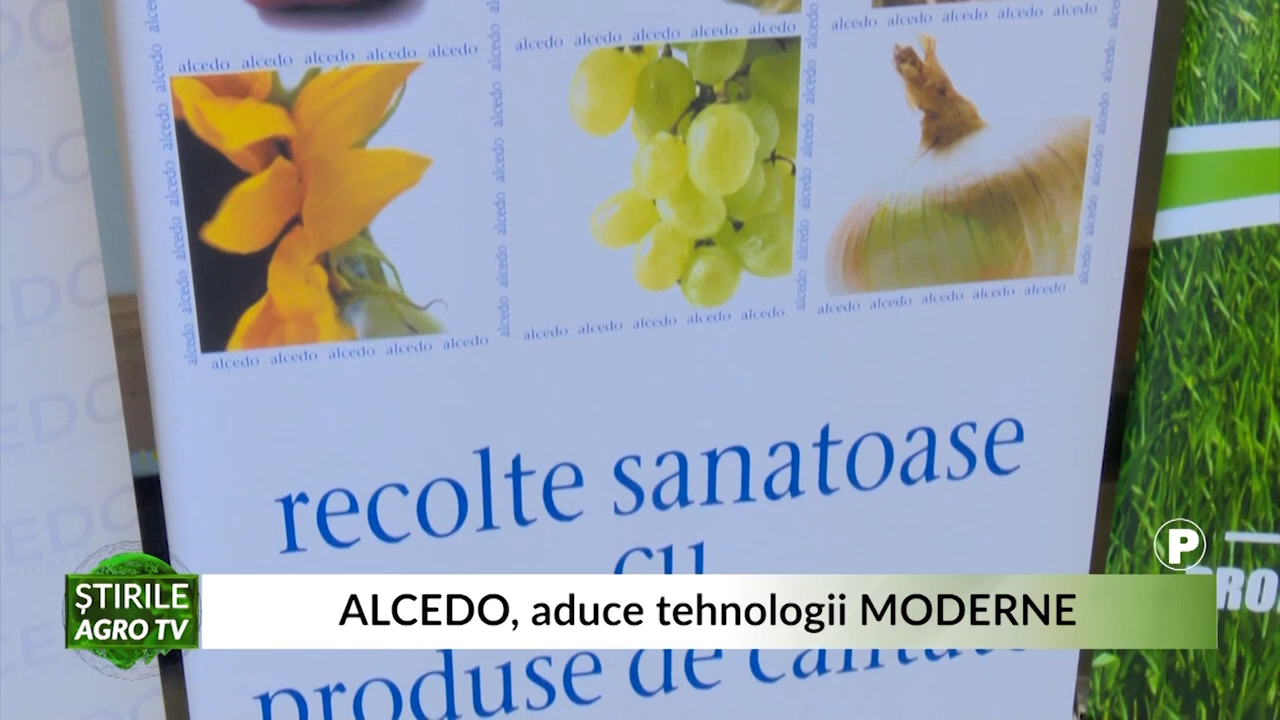 alcedo alcedo alcedo alcedo alcedo
alcedo alcedo alcedo alcedo alcedo
alcedo alcedo alcedo alcedo alcedo
alcedo alcedo alcedo alcedo alcedo
alcedo alcedo alcedo alcedo alcedo
alcedo alcedo alcedo alcedo alcedo
recolte sanatoase
cu
produse de calitate
P
ȘTIRILE
AGRO TV
ALCEDO, aduce tehnologii MODERNE